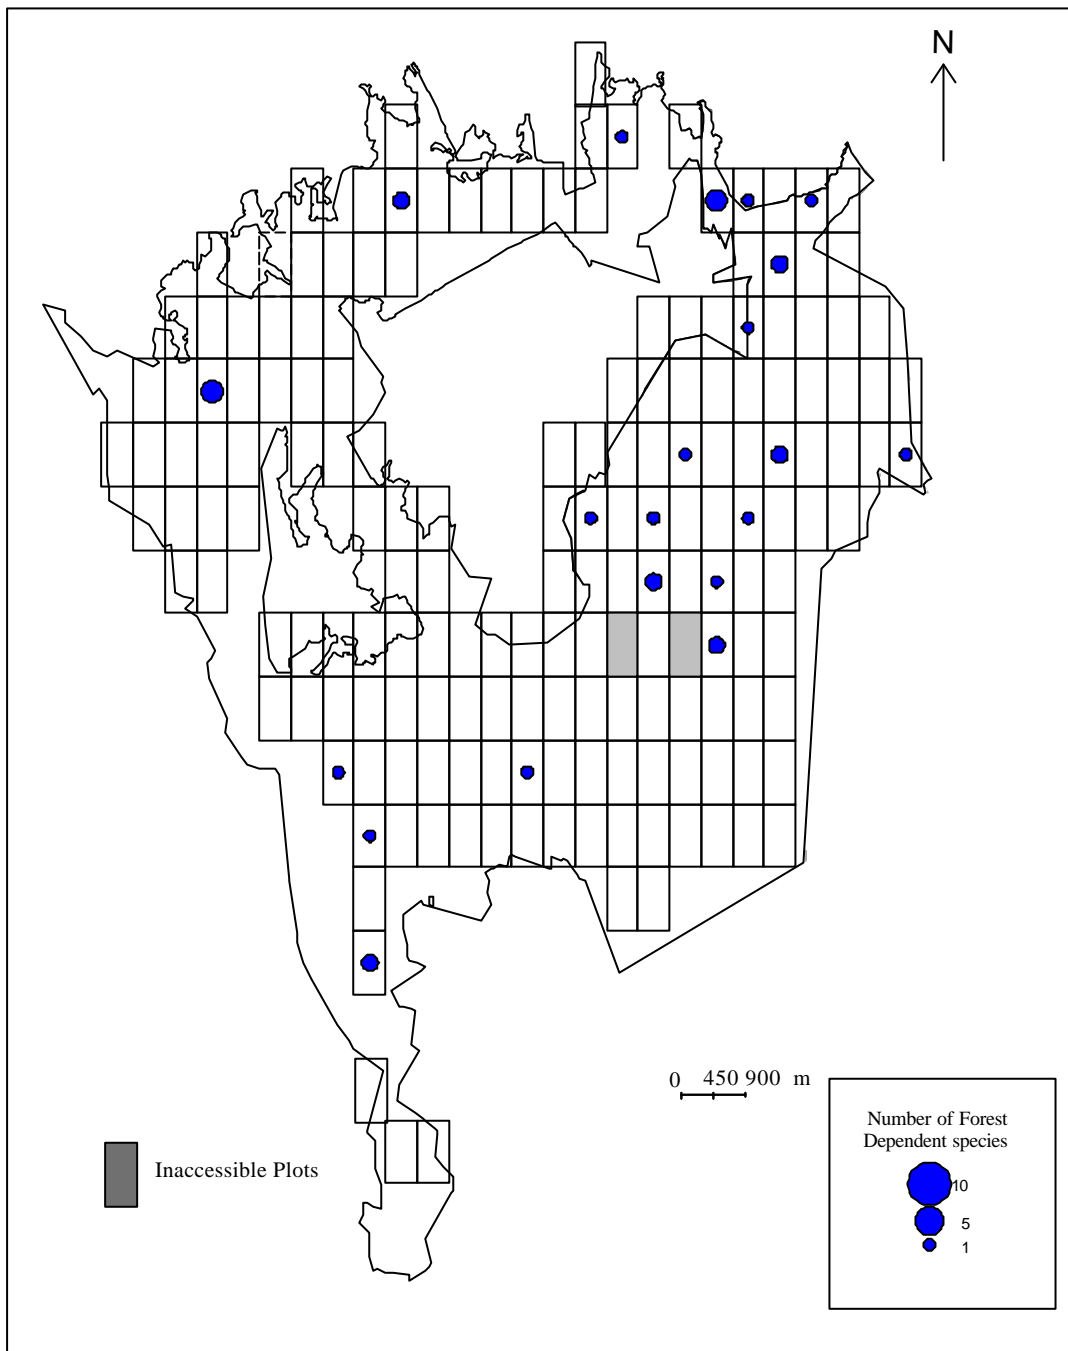 N
0 450 900 m
Number of Forest
Dependent species
10
5
1
Inaccessible Plots